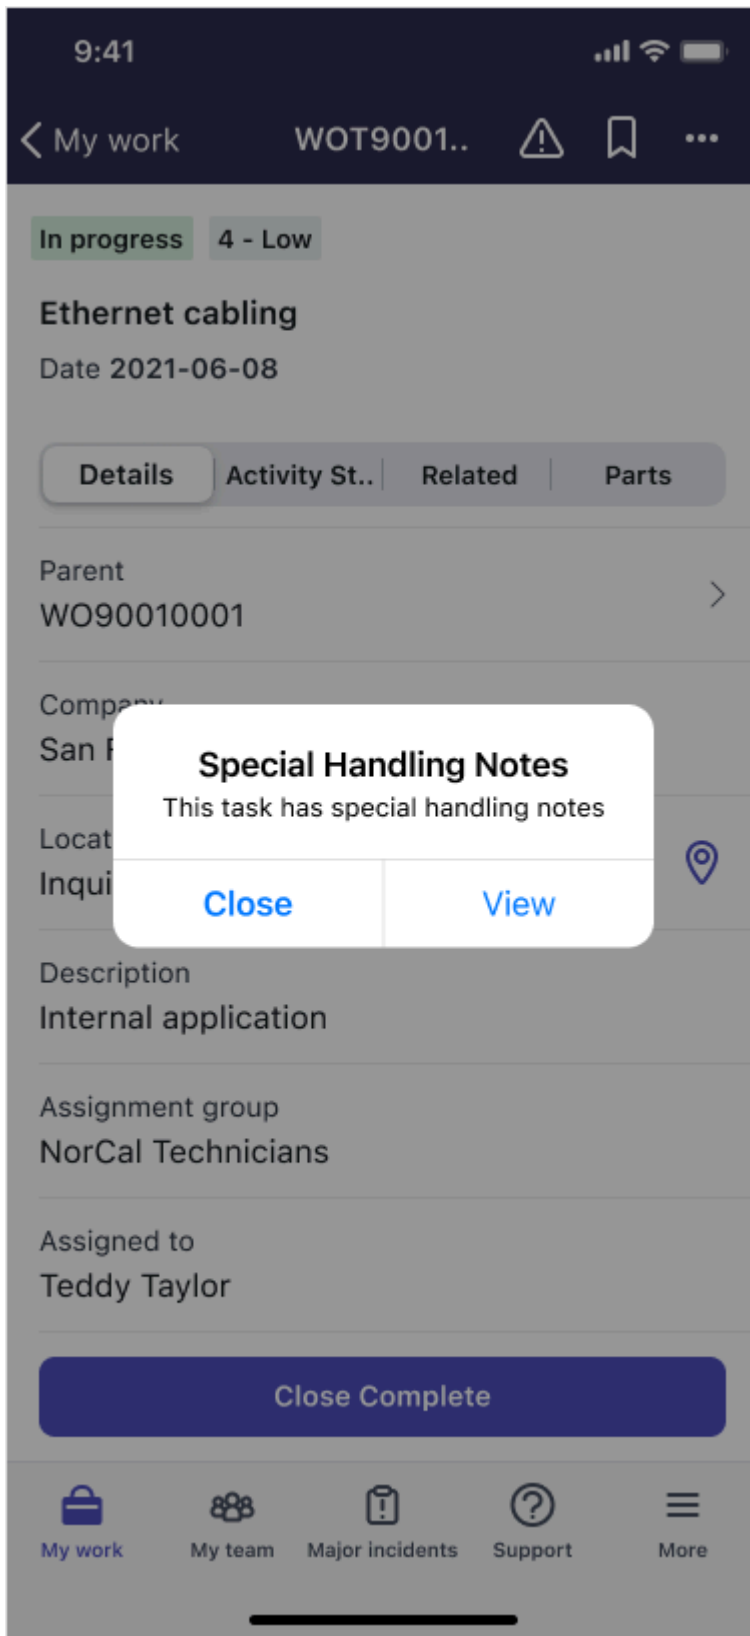 9:41
My work
WOT9001..
In progress
4 - Low
Ethernet cabling
Date 2021-06-08
Details
Activity St..
Related
Parts
Parent
WO90010001
Company
San
Special Handling Notes
This task has special handling notes
Close
View
Description
Internal application
Assignment group
NorCal Technicians
Assigned to
Teddy Taylor
Close Complete
My work
My team
Major incidents
Support
More